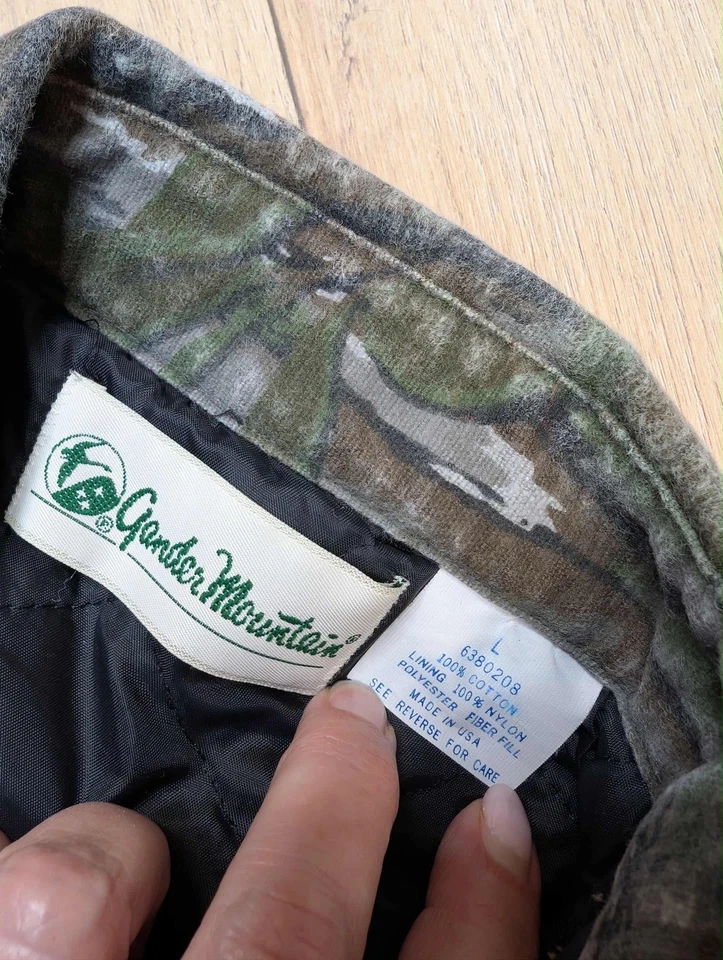 Gander Mountain®
®
L
6380208
100% COTTON
LINING 100% NYLON
POLYESTER FIBER FILL
MADE IN USA
SEE REVERSE FOR CARE